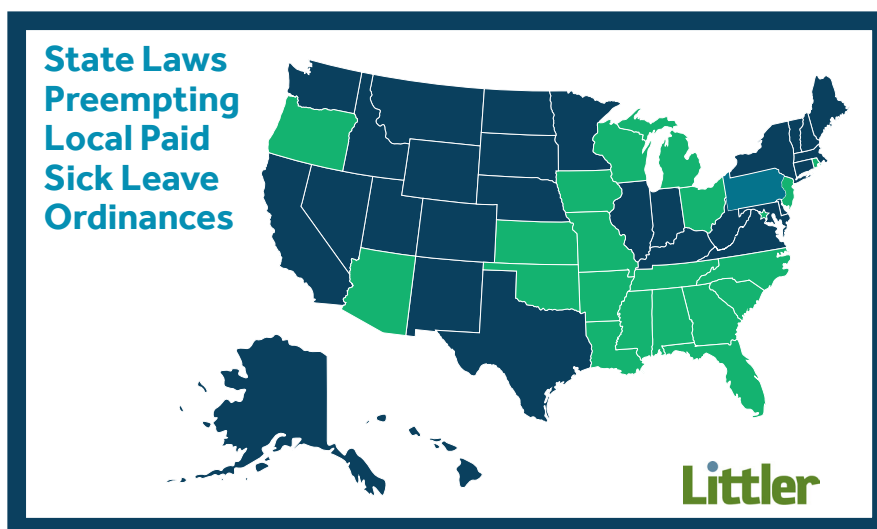 State Laws
Preempting
Local Paid
Sick Leave
Ordinances
Littler